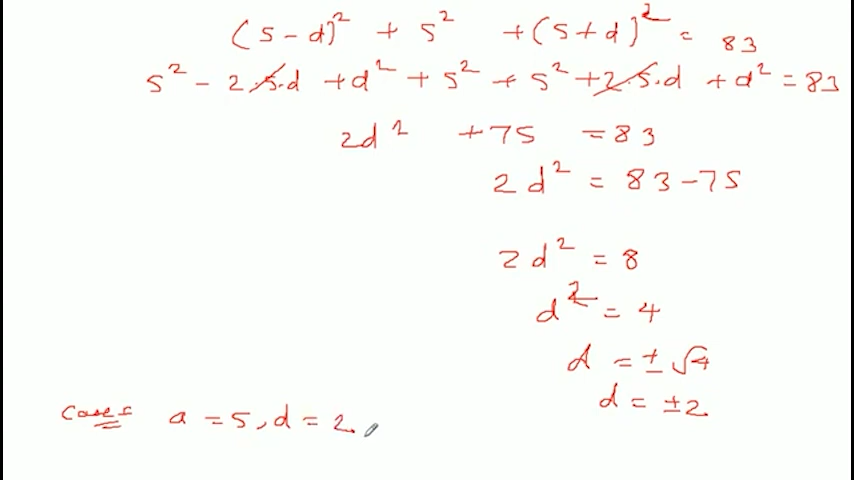 (5-d)² + 5² + (5+d)² = 83
5² - 2.5.d + d² + 5² + 5² + 2.5.d + d² = 83
2d² + 75 = 83
2d² = 83-75
2d² = 8
d² = 4
d = ±√4
d = ±2
Cases a = 5, d = 2,